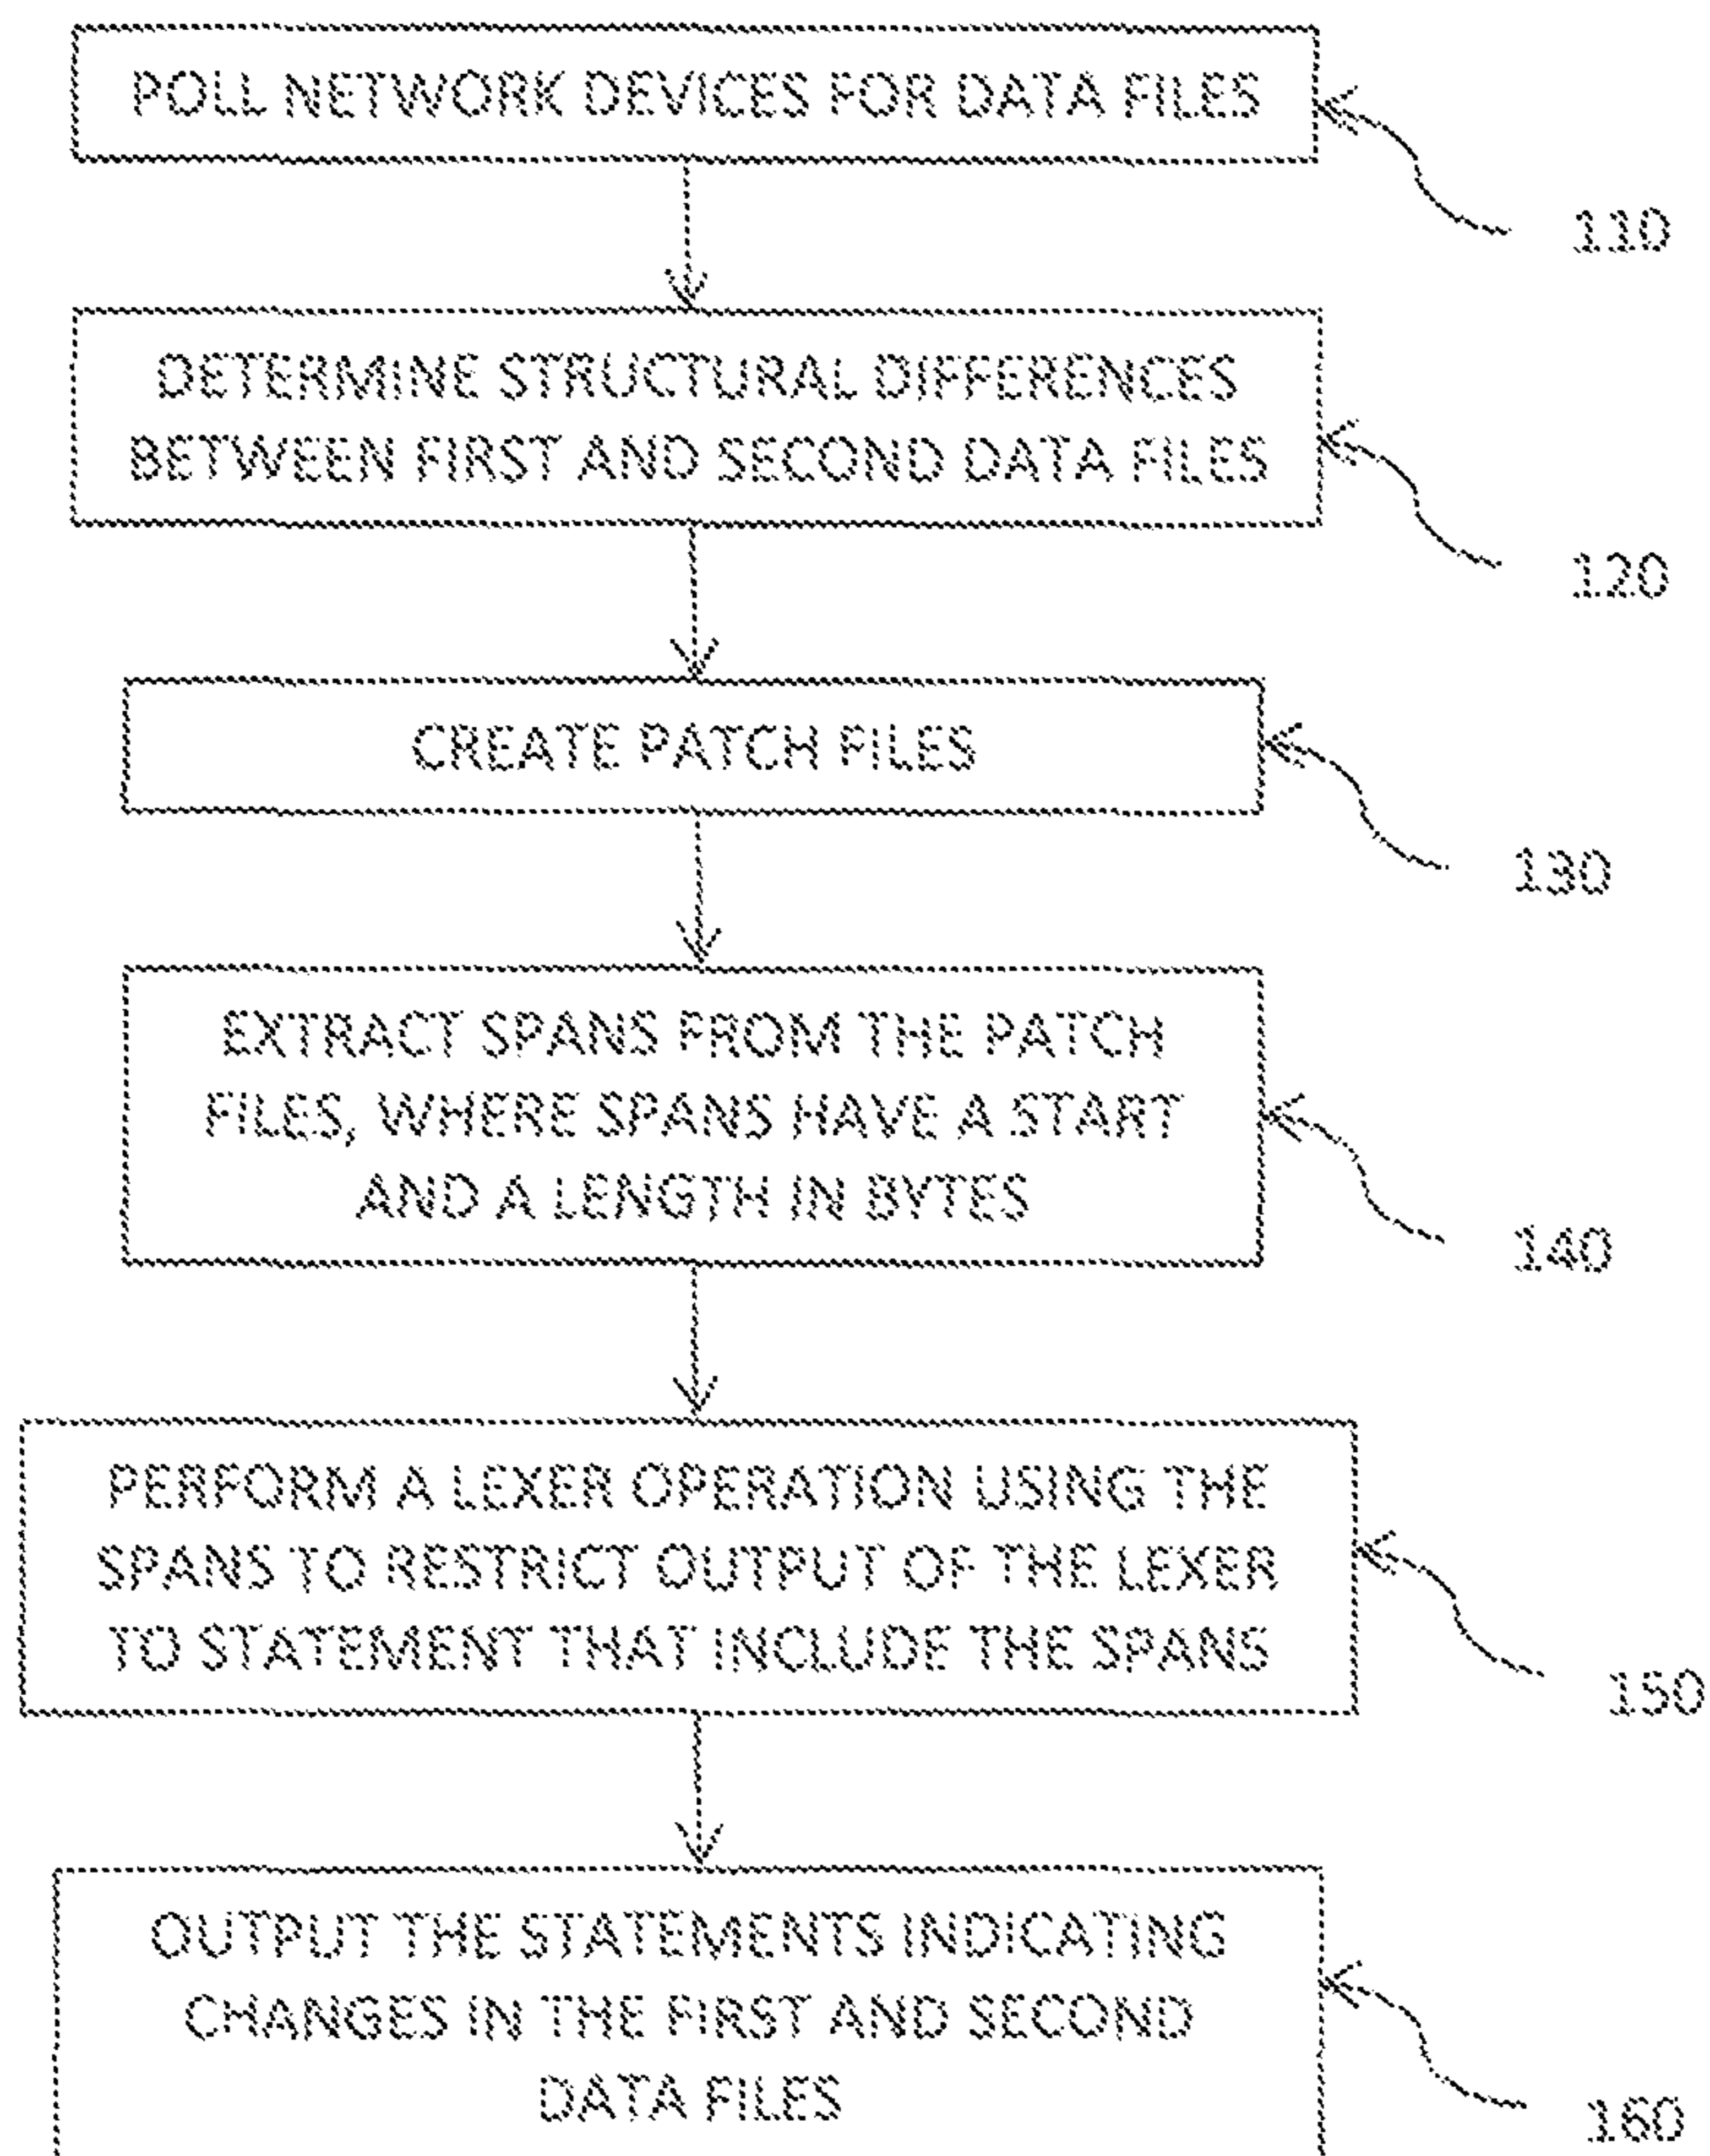 POLL NETWORK DEVICES FOR DATA FILES
110
DETERMINE STRUCTURAL DIFFERENCES
BETWEEN FIRST AND SECOND DATA FILES
120
CREATE PATCH FILES
130
EXTRACT SPANS FROM THE PATCH
FILES, WHERE SPANS HAVE A START
AND A LENGTH IN BYTES
140
PERFORM A LEXER OPERATION USING THE
SPANS TO RESTRICT OUTPUT OF THE LEXER
TO STATEMENT THAT INCLUDE THE SPANS
150
OUTPUT THE STATEMENTS INDICATING
CHANGES IN THE FIRST AND SECOND
DATA FILES
160